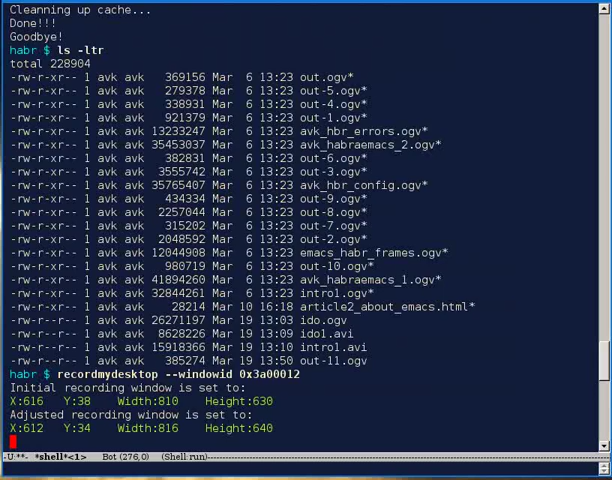 Cleanning up cache...
Done!!!
Goodbye!
habr $ ls -ltr
total 228904
-rw-r-xr-- 1 avk avk   369156 Mar  6 13:23 out.ogv*
-rw-r-xr-- 1 avk avk   279378 Mar  6 13:23 out-5.ogv*
-rw-r-xr-- 1 avk avk   338931 Mar  6 13:23 out-4.ogv*
-rw-r-xr-- 1 avk avk   921379 Mar  6 13:23 out-1.ogv*
-rw-r-xr-- 1 avk avk 13233247 Mar  6 13:23 avk_hbr_errors.ogv*
-rw-r-xr-- 1 avk avk 35453037 Mar  6 13:23 avk_habraemacs_2.ogv*
-rw-r-xr-- 1 avk avk   382831 Mar  6 13:23 out-6.ogv*
-rw-r-xr-- 1 avk avk  3555742 Mar  6 13:23 out-3.ogv*
-rw-r-xr-- 1 avk avk 35765407 Mar  6 13:23 avk_hbr_config.ogv*
-rw-r-xr-- 1 avk avk   434334 Mar  6 13:23 out-9.ogv*
-rw-r-xr-- 1 avk avk  2257044 Mar  6 13:23 out-8.ogv*
-rw-r-xr-- 1 avk avk   315202 Mar  6 13:23 out-7.ogv*
-rw-r-xr-- 1 avk avk  2048592 Mar  6 13:23 out-2.ogv*
-rw-r-xr-- 1 avk avk 12044908 Mar  6 13:23 emacs_habr_frames.ogv*
-rw-r-xr-- 1 avk avk   980719 Mar  6 13:23 out-10.ogv*
-rw-r-xr-- 1 avk avk 41894260 Mar  6 13:23 avk_habraemacs_1.ogv*
-rw-r-xr-- 1 avk avk 32844261 Mar  6 13:23 intro1.ogv*
-rw-r-xr-- 1 avk avk    28214 Mar 10 16:18 article2_about_emacs.html*
-rw-r--r-- 1 avk avk 26271197 Mar 19 13:03 ido.ogv
-rw-r--r-- 1 avk avk  8628226 Mar 19 13:09 ido1.avi
-rw-r--r-- 1 avk avk 15918366 Mar 19 13:10 intro1.avi
-rw-r--r-- 1 avk avk   385274 Mar 19 13:50 out-11.ogv
habr $ recordmydesktop --windowid 0x3a00012
Initial recording window is set to:
X:616   Y:38    Width:810    Height:630
Adjusted recording window is set to:
X:612   Y:34    Width:816    Height:640
-U:**-  *shell*<1>   Bot (276,0)   (Shell:run)